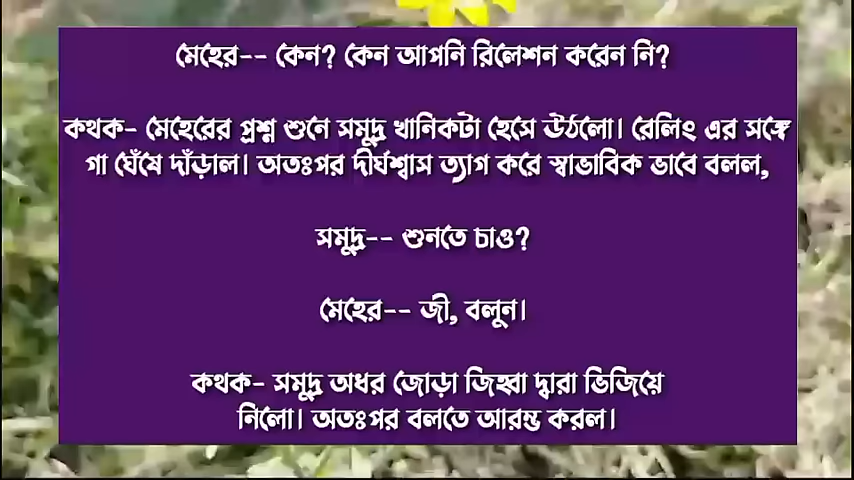 মেহের-- কেন? কেন আপনি রিলেশন করেন নি?
কথক- মেহেরের প্রশ্ন শুনে সমুদ্র খানিকটা হেসে উঠলো। রেলিং এর সঙ্গে
গা ঘেঁষে দাঁড়াল। অতঃপর দীর্ঘশ্বাস ত্যাগ করে স্বাভাবিক ভাবে বলল,
সমুদ্র-- শুনতে চাও?
মেহের-- জী, বলুন।
কথক- সমুদ্র অধর জোড়া জিহ্বা দ্বারা ভিজিয়ে
নিলো। অতঃপর বলতে আরম্ভ করল।